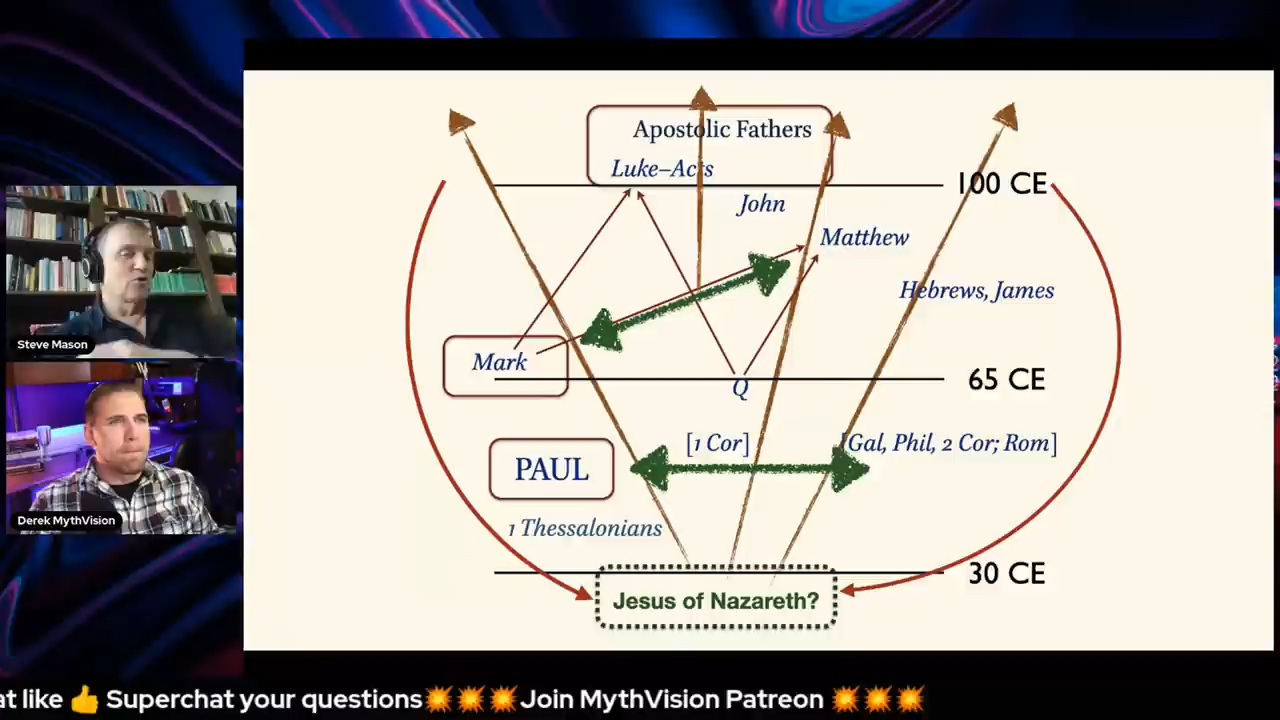 Apostolic Fathers
Luke–Acts
100 CE
John
Matthew
Hebrews, James
Mark
65 CE
Q
[1 Cor]
[Gal, Phil, 2 Cor; Rom]
PAUL
1 Thessalonians
30 CE
Jesus of Nazareth?
Steve Mason
Derek MythVision
at like 👍 Superchat your questions💥💥💥Join MythVision Patreon 💥💥💥